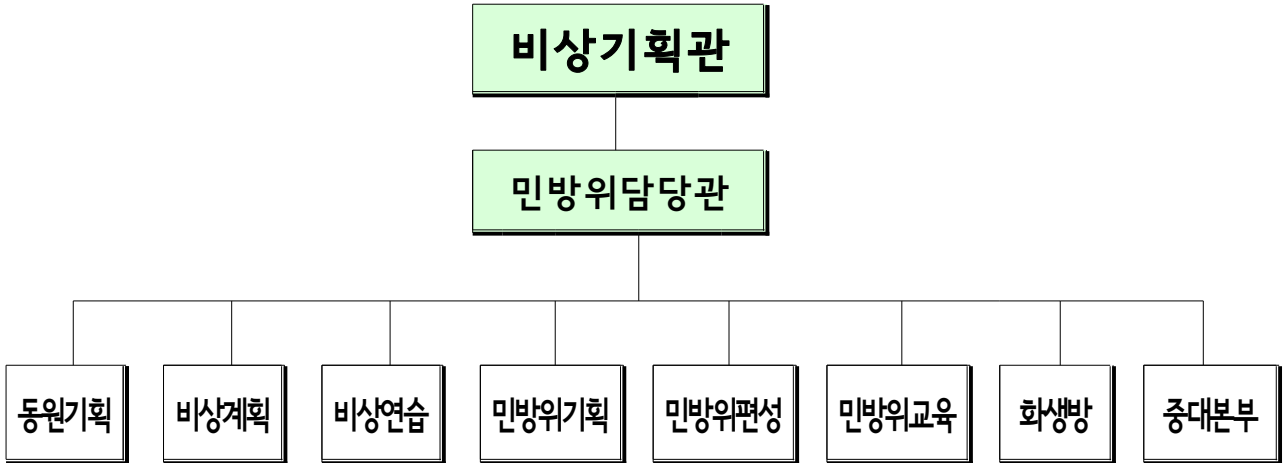 비상기획관
민방위담당관
동원기획
비상계획
비상연습
민방위기획
민방위편성
민방위교육
화생방
중대본부